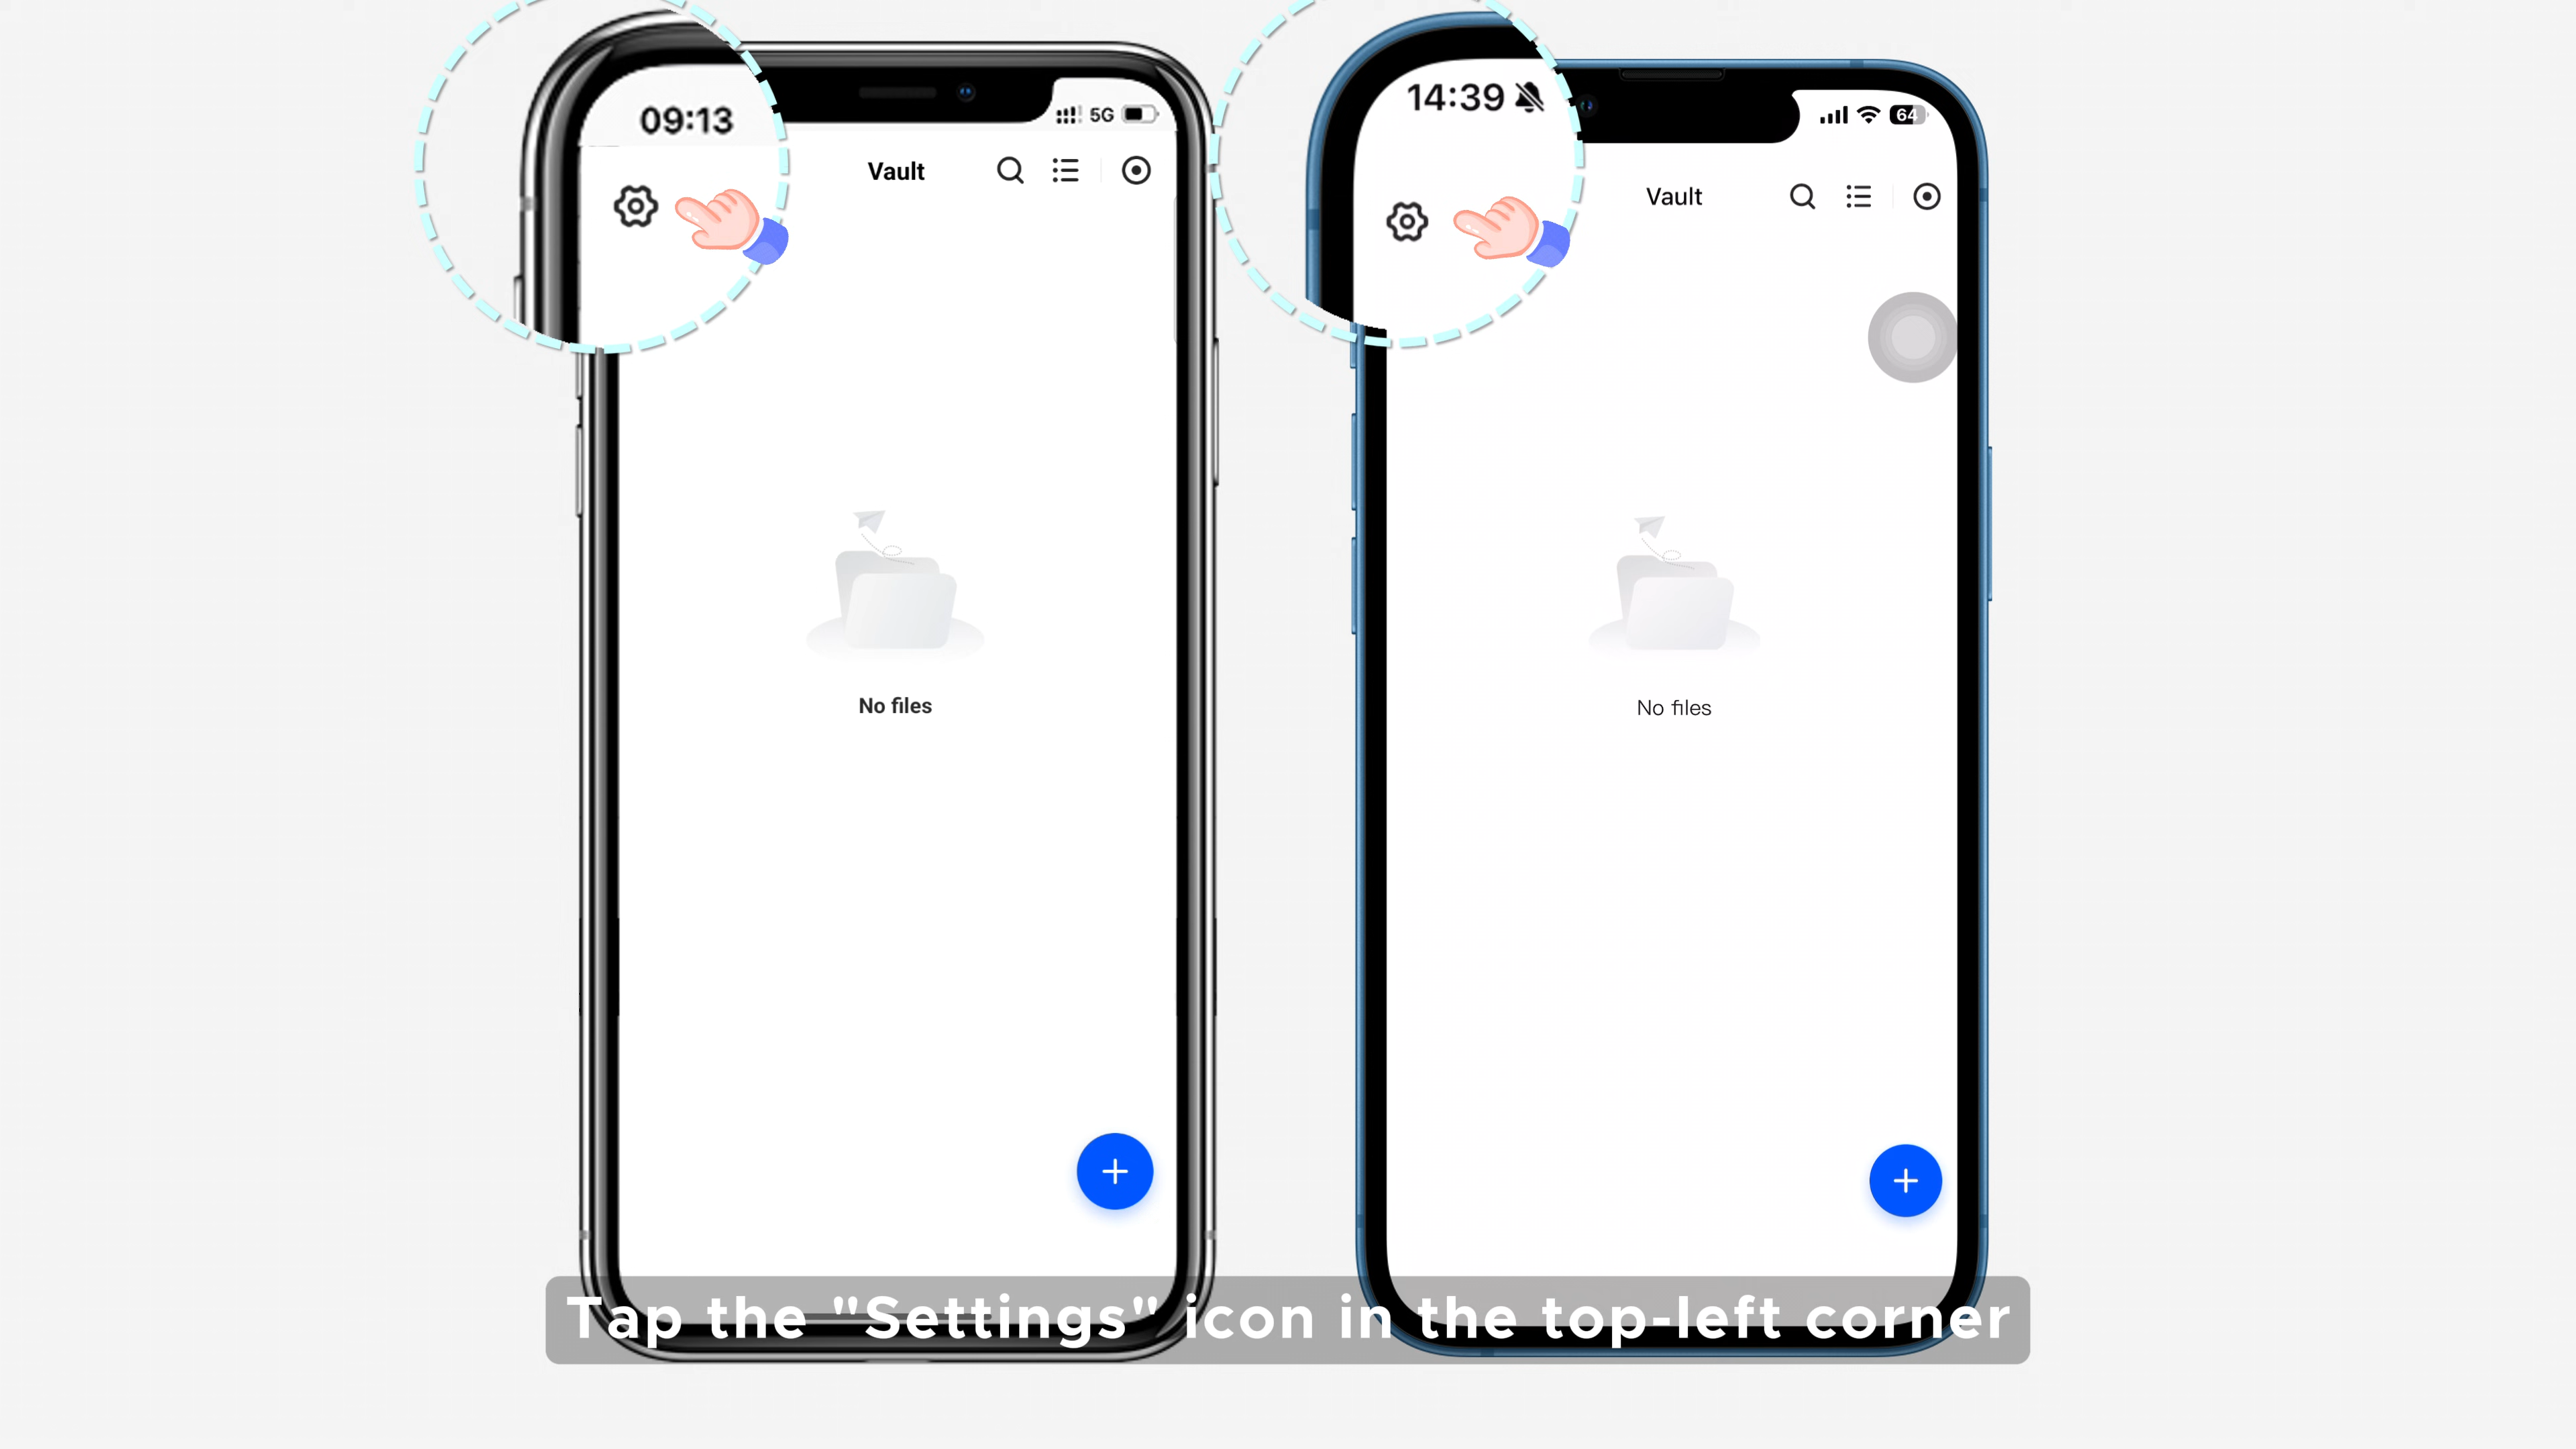 09:13
5G
Vault
No files
14:39
64
Vault
No files
Tap the "Settings" icon in the top-left corner